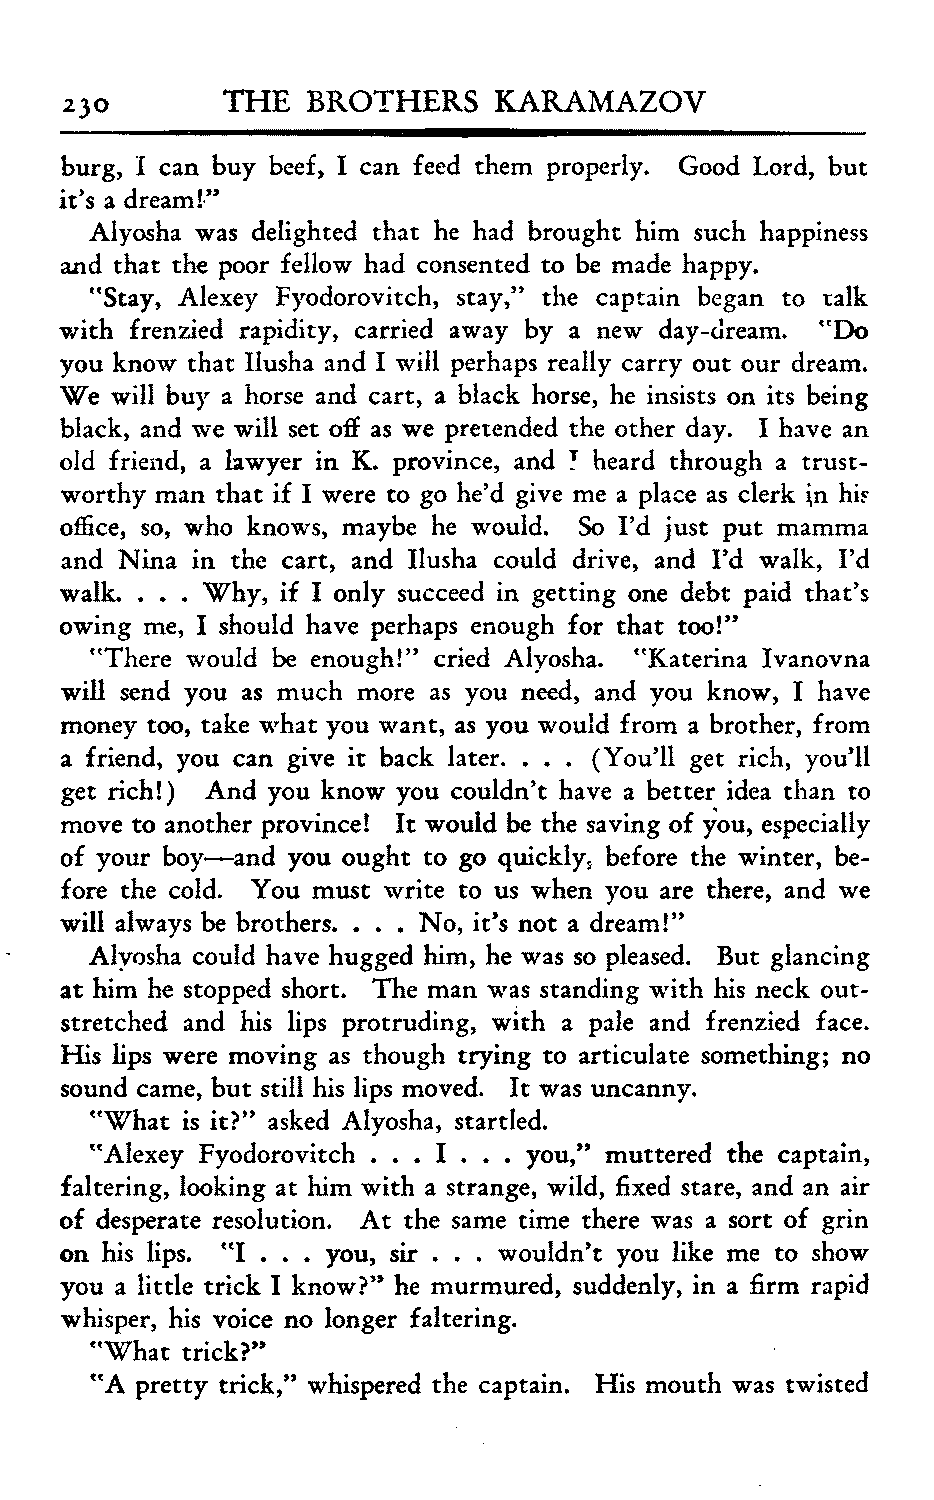 230 THE BROTHERS KARAMAZOV
burg, I can buy beef, I can feed them properly. Good Lord, but
it's a dream!"
Alyosha was delighted that he had brought him such happiness
and that the poor fellow had consented to be made happy.
"Stay, Alexey Fyodorovitch, stay," the captain began to talk
with frenzied rapidity, carried away by a new day-dream. "Do
you know that Ilusha and I will perhaps really carry out our dream.
We will buy a horse and cart, a black horse, he insists on its being
black, and we will set off as we pretended the other day. I have an
old friend, a lawyer in K. province, and I heard through a trust-
worthy man that if I were to go he'd give me a place as clerk in his
office, so, who knows, maybe he would. So I'd just put mamma
and Nina in the cart, and Ilusha could drive, and I'd walk, I'd
walk. . . . Why, if I only succeed in getting one debt paid that's
owing me, I should have perhaps enough for that too!"
"There would be enough!" cried Alyosha. "Katerina Ivanovna
will send you as much more as you need, and you know, I have
money too, take what you want, as you would from a brother, from
a friend, you can give it back later. . . . (You'll get rich, you'll
get rich!) And you know you couldn't have a better idea than to
move to another province! It would be the saving of you, especially
of your boy—and you ought to go quickly, before the winter, be-
fore the cold. You must write to us when you are there, and we
will always be brothers. . . . No, it's not a dream!"
Alyosha could have hugged him, he was so pleased. But glancing
at him he stopped short. The man was standing with his neck out-
stretched and his lips protruding, with a pale and frenzied face.
His lips were moving as though trying to articulate something; no
sound came, but still his lips moved. It was uncanny.
"What is it?" asked Alyosha, startled.
"Alexey Fyodorovitch . . . I . . . you," muttered the captain,
faltering, looking at him with a strange, wild, fixed stare, and an air
of desperate resolution. At the same time there was a sort of grin
on his lips. "I . . . you, sir . . . wouldn't you like me to show
you a little trick I know?" he murmured, suddenly, in a firm rapid
whisper, his voice no longer faltering.
"What trick?"
"A pretty trick," whispered the captain. His mouth was twisted